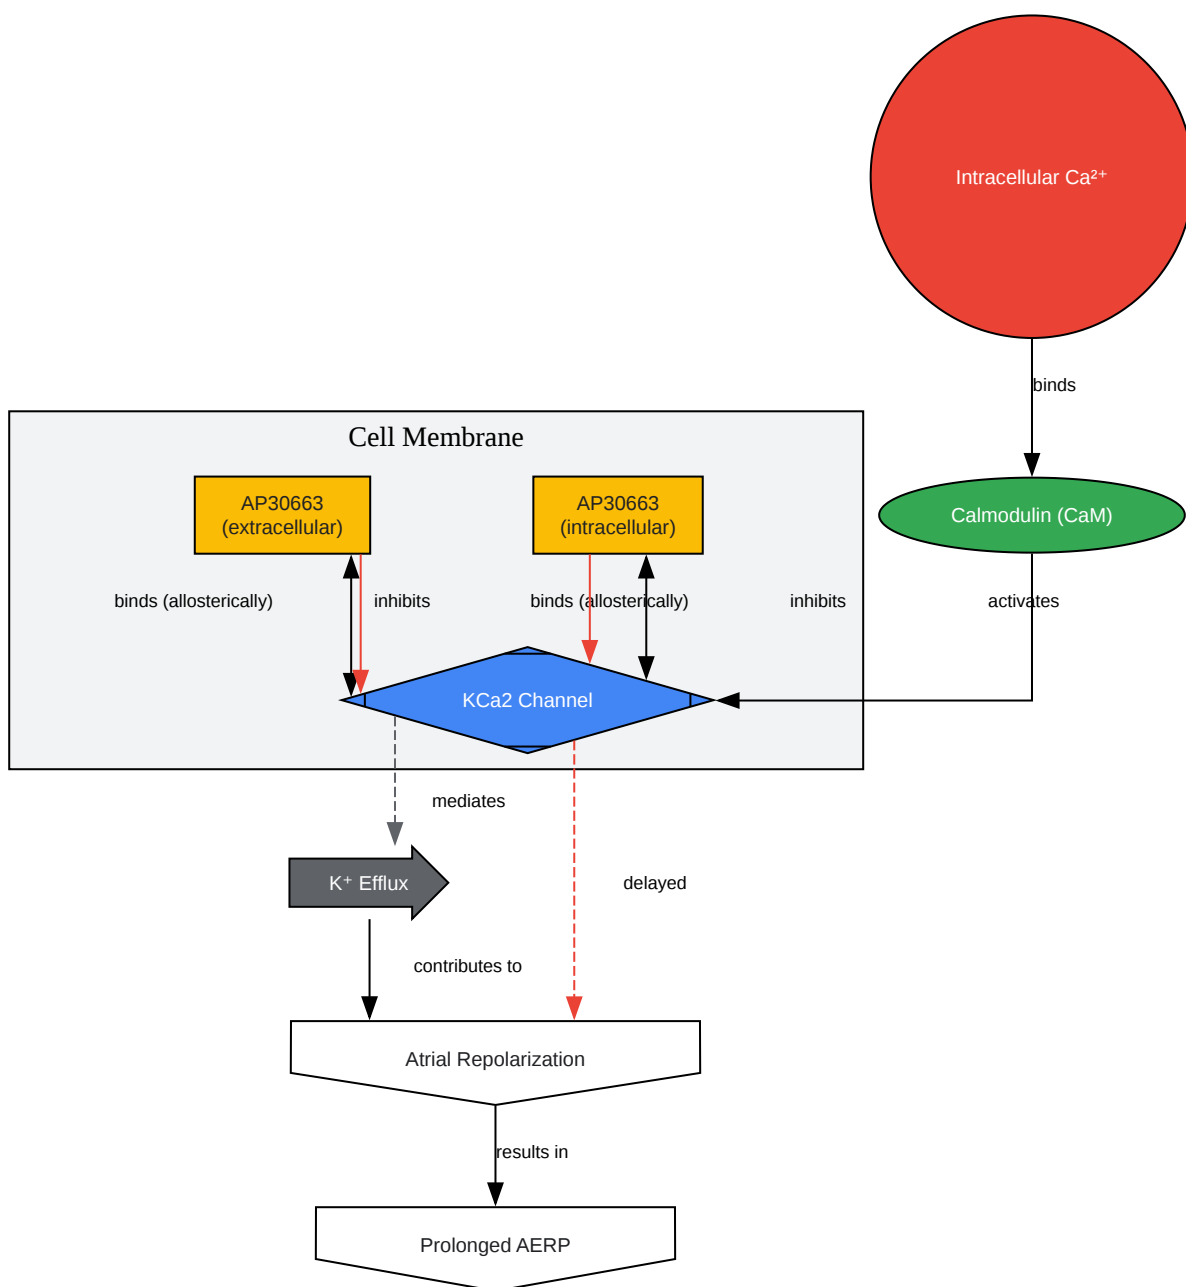 Intracellular Ca²⁺
binds
Cell Membrane
AP30663
(extracellular)
AP30663
(intracellular)
Calmodulin (CaM)
binds (allosterically)
inhibits
binds (allosterically)
inhibits
activates
KCa2 Channel
mediates
K⁺ Efflux
delayed
contributes to
Atrial Repolarization
results in
Prolonged AERP